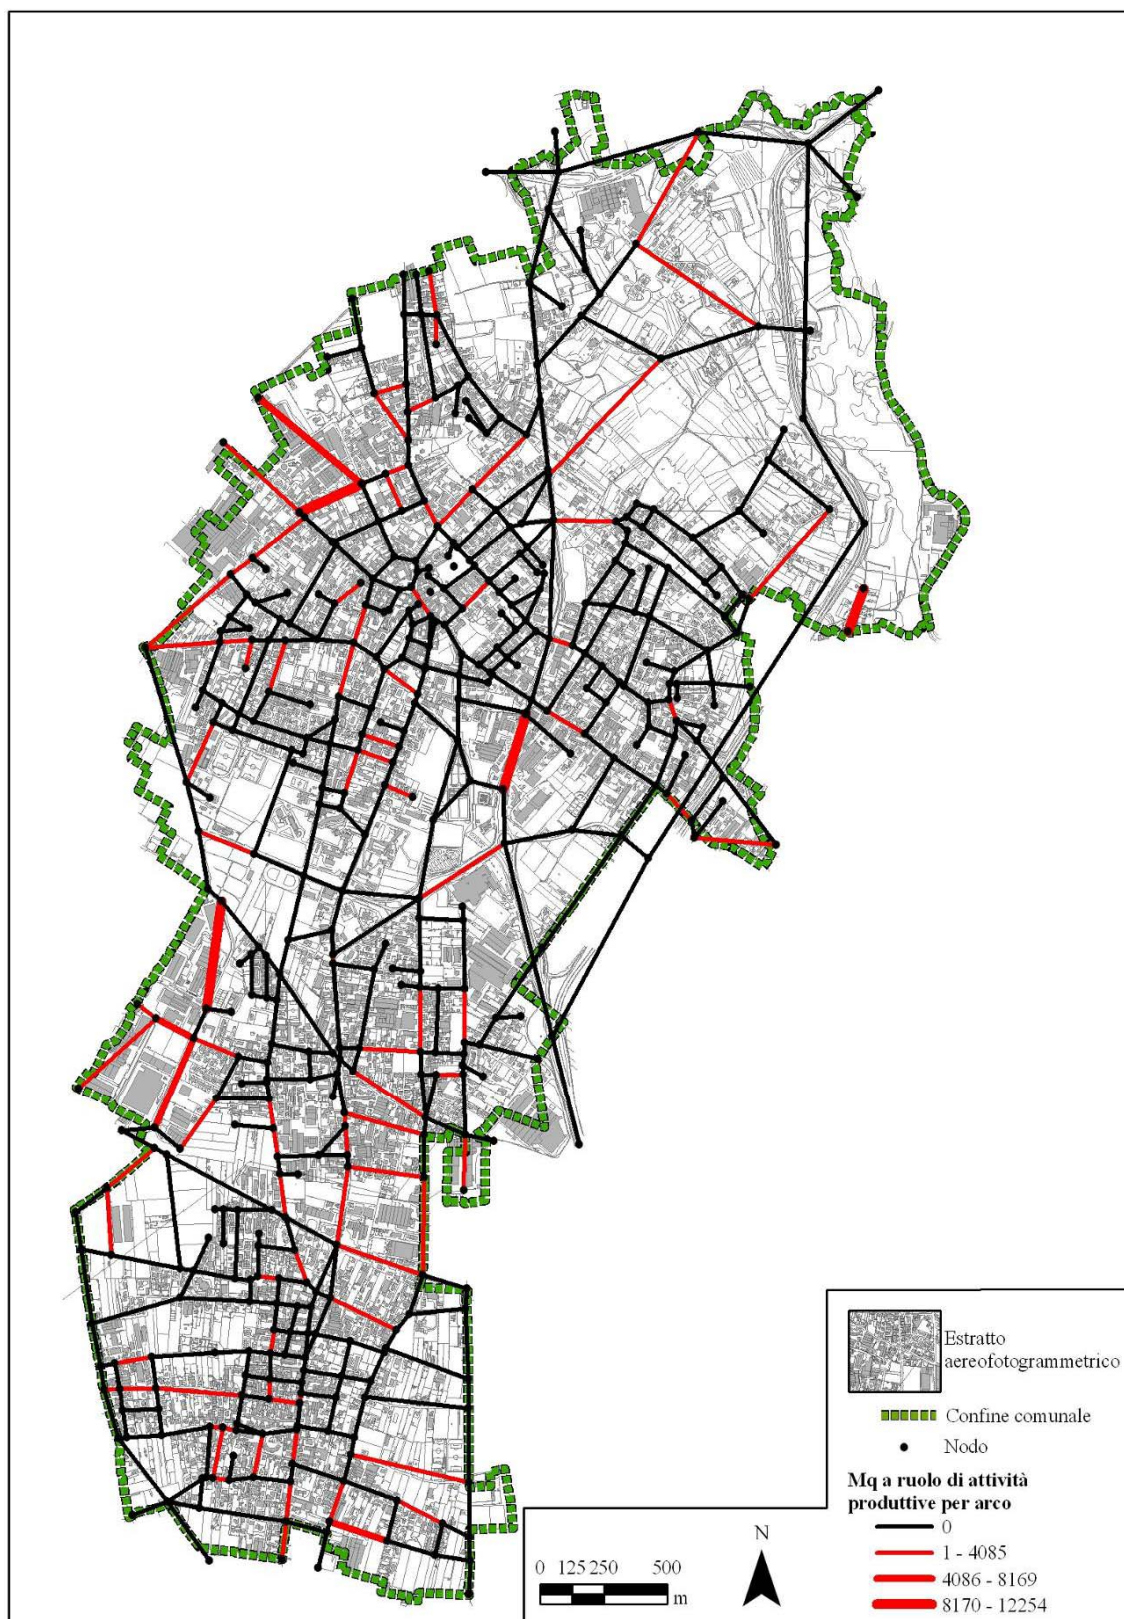 Estratto
aereofotogrammetrico
Confine comunale
Nodo
Mq a ruolo di attività
produttive per arco
0
1 - 4085
4086 - 8169
8170 - 12254
N
0 125 250 500
m